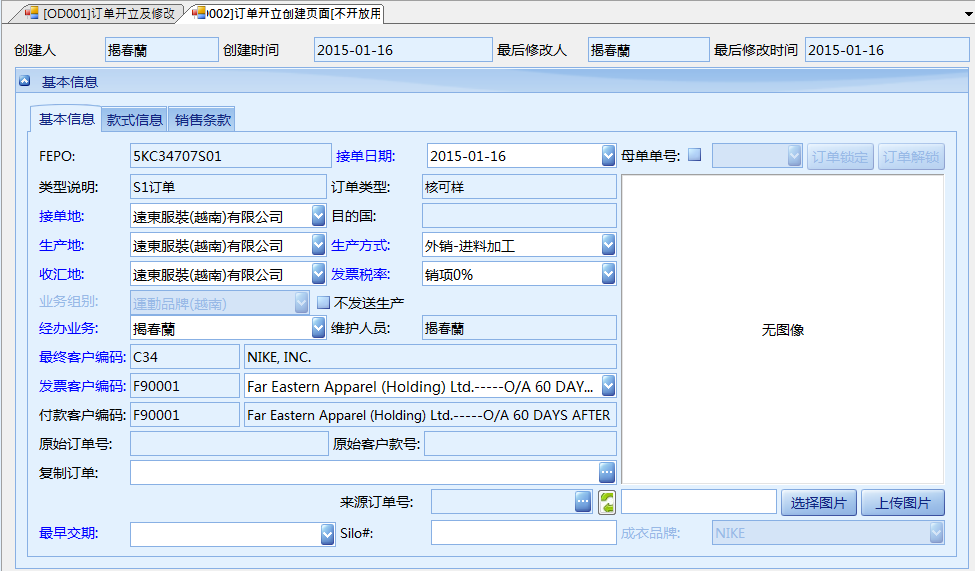 [OD001]订单开立及修改 002]订单开立创建页面[不开放用
创建人 揭春蘭 创建时间 2015-01-16 最后修改人 揭春蘭 最后修改时间 2015-01-16
基本信息
基本信息 款式信息 销售条款
FEPO: 5KC34707S01 接单日期: 2015-01-16 母单单号: 订单锁定 订单解锁
类型说明: S1订单 订单类型: 核可样
接单地: 遠東服裝(越南)有限公司 目的国:
生产地: 遠東服裝(越南)有限公司 生产方式: 外销-进料加工
收汇地: 遠東服裝(越南)有限公司 发票税率: 销项0%
业务组别: 運動品牌(越南) 不发送生产
无图像
经办业务: 揭春蘭 维护人员: 揭春蘭
最终客户编码: C34 NIKE, INC.
发票客户编码: F90001 Far Eastern Apparel (Holding) Ltd.-----O/A 60 DAY...
付款客户编码: F90001 Far Eastern Apparel (Holding) Ltd.-----O/A 60 DAYS AFTER
原始订单号: 原始客户款号:
复制订单: ...
来源订单号: ... 选择图片 上传图片
最早交期: Silo#: 成衣品牌: NIKE